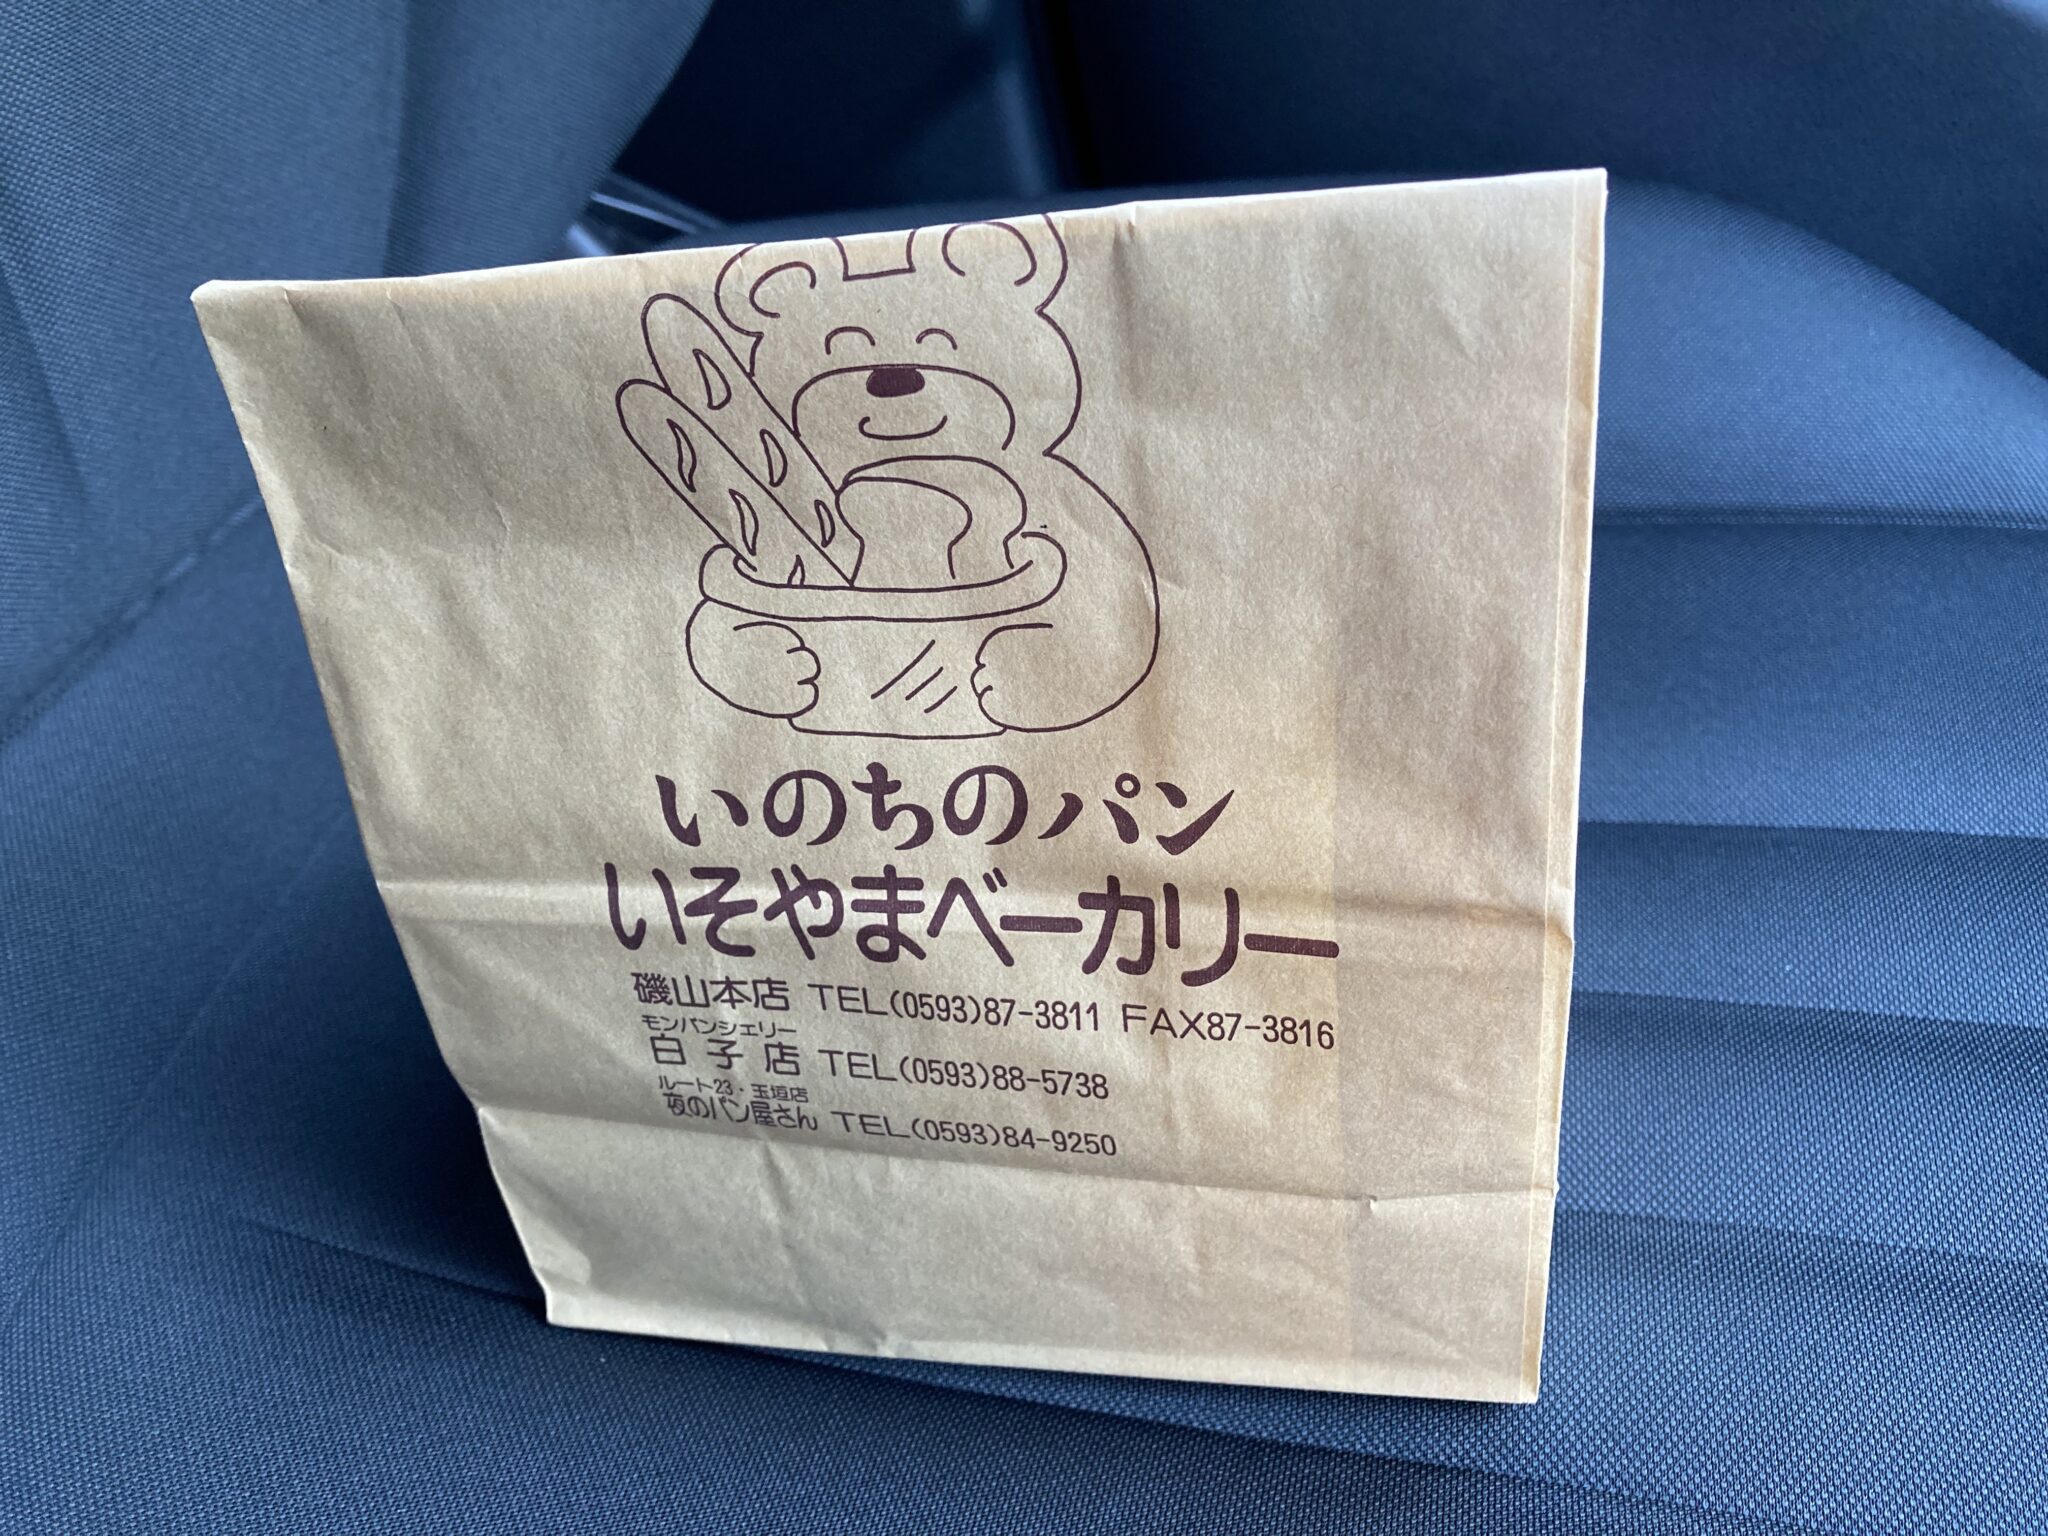 いのちのパン
いそやまベーカリー
磯山本店 TEL(0593)87-3811 FAX87-3816
モンパンシェリー
白子店 TEL(0593)88-5738
ルート23・玉垣店
夜のパン屋さん TEL(0593)84-9250